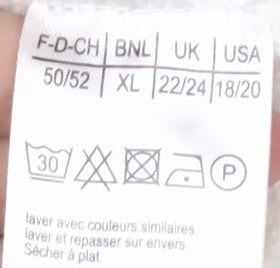 F-D-CH | BNL | UK | USA
50/52 | XL | 22/24 | 18/20
30 P
laver avec couleurs similaires
laver et repasser sur envers
Sécher à plat